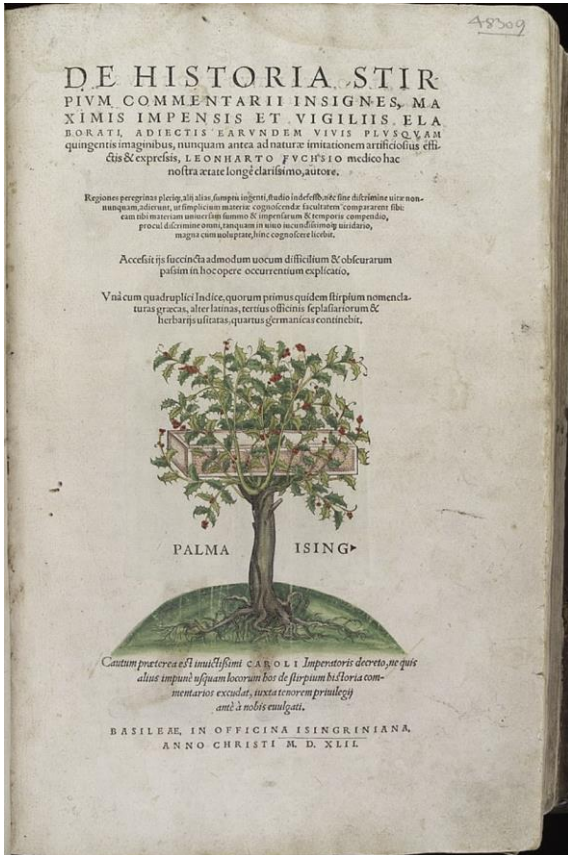 48309
DE HISTORIA STIR
PIVM COMMENTARII INSIGNES, MA
XIMIS IMPENSIS ET VIGILIIS ELA
BORATI, ADIECTIS EARVNDEM VIVIS PLVSQVAM
quingentis imaginibus, nunquam antea ad naturæ imitationem artificiosius effi-
ctis & expressis, LEONHARTO FVCHSIO medico hac
nostra ætate longè clarissimo, autore.
Regiones peregrinas pleriq;, alij alias, sumptu ingenti, studio indefesso, nec sine discrimine uitæ non-
nunquam, adierunt, ut simplicium materiæ cognoscendæ facultatem compararent sibi:
eam tibi materiam uniuersam summo & impensarum & temporis compendio,
procul discrimine omni, tanquam in uiuo iucundissimoq; uiridario,
magna cum uoluptate, hinc cognoscere licebit.
Accessit ijs succincta admodum uocum difficilium & obscurarum
passim in hoc opere occurrentium explicatio.
Vnà cum quadruplici Indice, quorum primus quidem stirpium nomencla-
turas græcas, alter latinas, tertius officinis seplasiariorum &
herbarijs usitatas, quartus germanicas continebit.
PALMA ISING
Cautum præterea est inuictissimi CAROLI Imperatoris decreto, ne quis
alius impunè usquam locorum hos de stirpium historia com-
mentarios excudat, iuxta tenorem priuilegij
antè à nobis euulgati.
BASILEAE, IN OFFICINA ISINGRINIANA,
ANNO CHRISTI M. D. XLII.